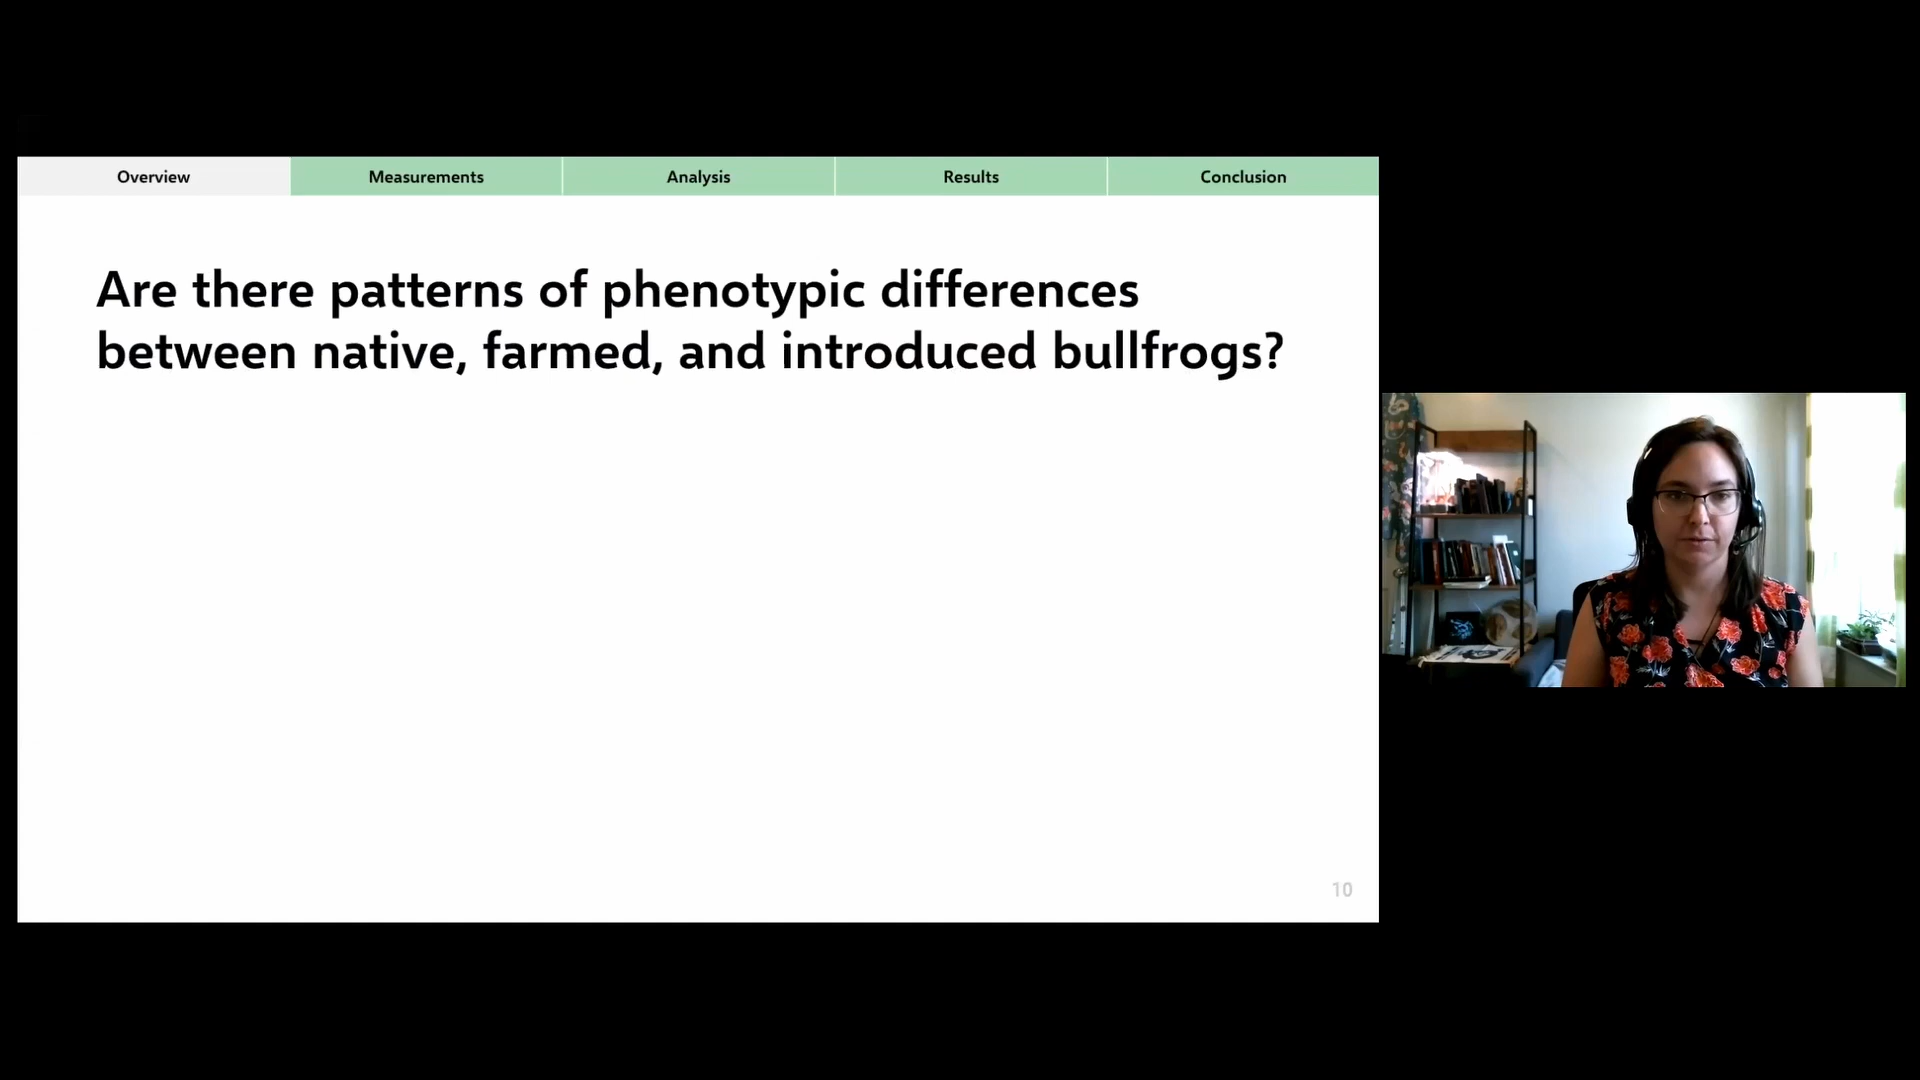 Overview
Measurements
Analysis
Results
Conclusion
Are there patterns of phenotypic differences
between native, farmed, and introduced bullfrogs?
10